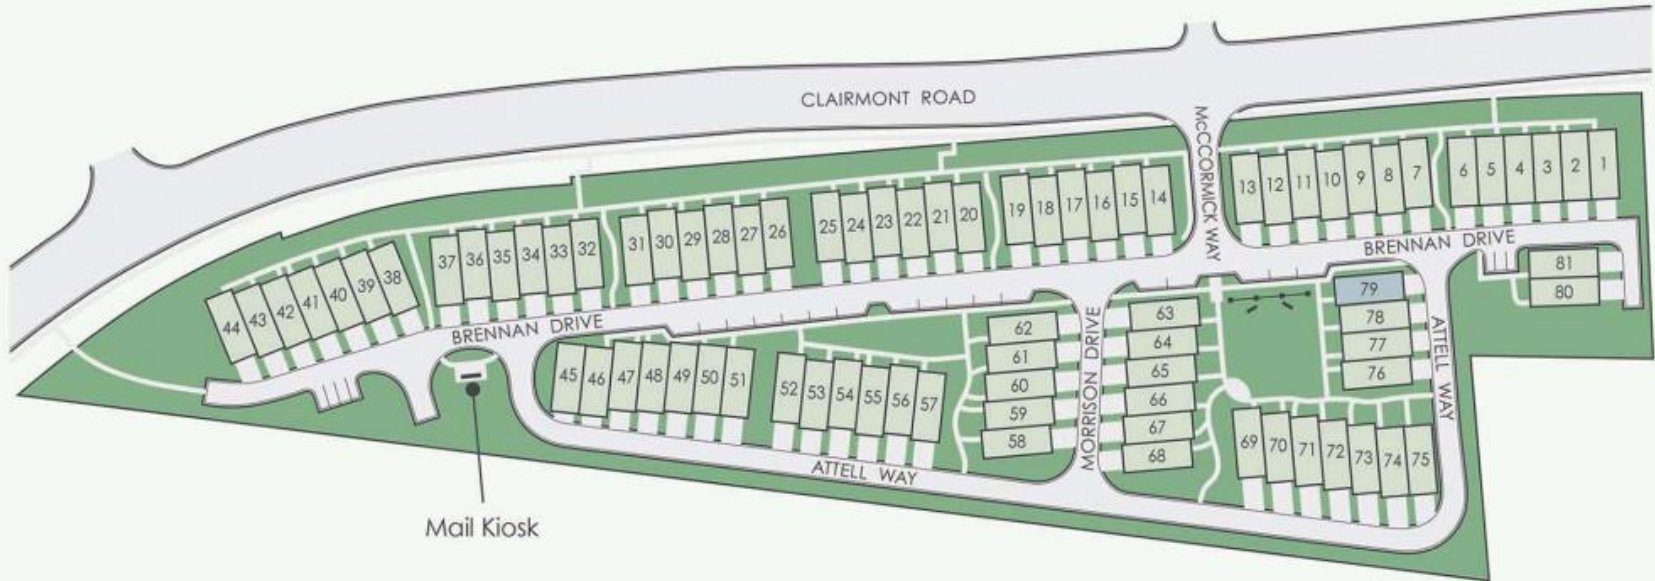 CLAIRMONT ROAD
McCCORMICK WAY
13 12 11 10 9 8 7
6 5 4 3 2 1
19 18 17 16 15 14
25 24 23 22 21 20
31 30 29 28 27 26
37 36 35 34 33 32
44 43 42 41 40 39 38
BRENNAN DRIVE
BRENNAN DRIVE
81
80
79
78
77
76
ATTELL WAY
63
64
65
66
67
68
MORRISON DRIVE
62
61
60
59
58
45 46 47 48 49 50 51
52 53 54 55 56 57
69 70 71 72 73 74 75
ATTELL WAY
Mail Kiosk